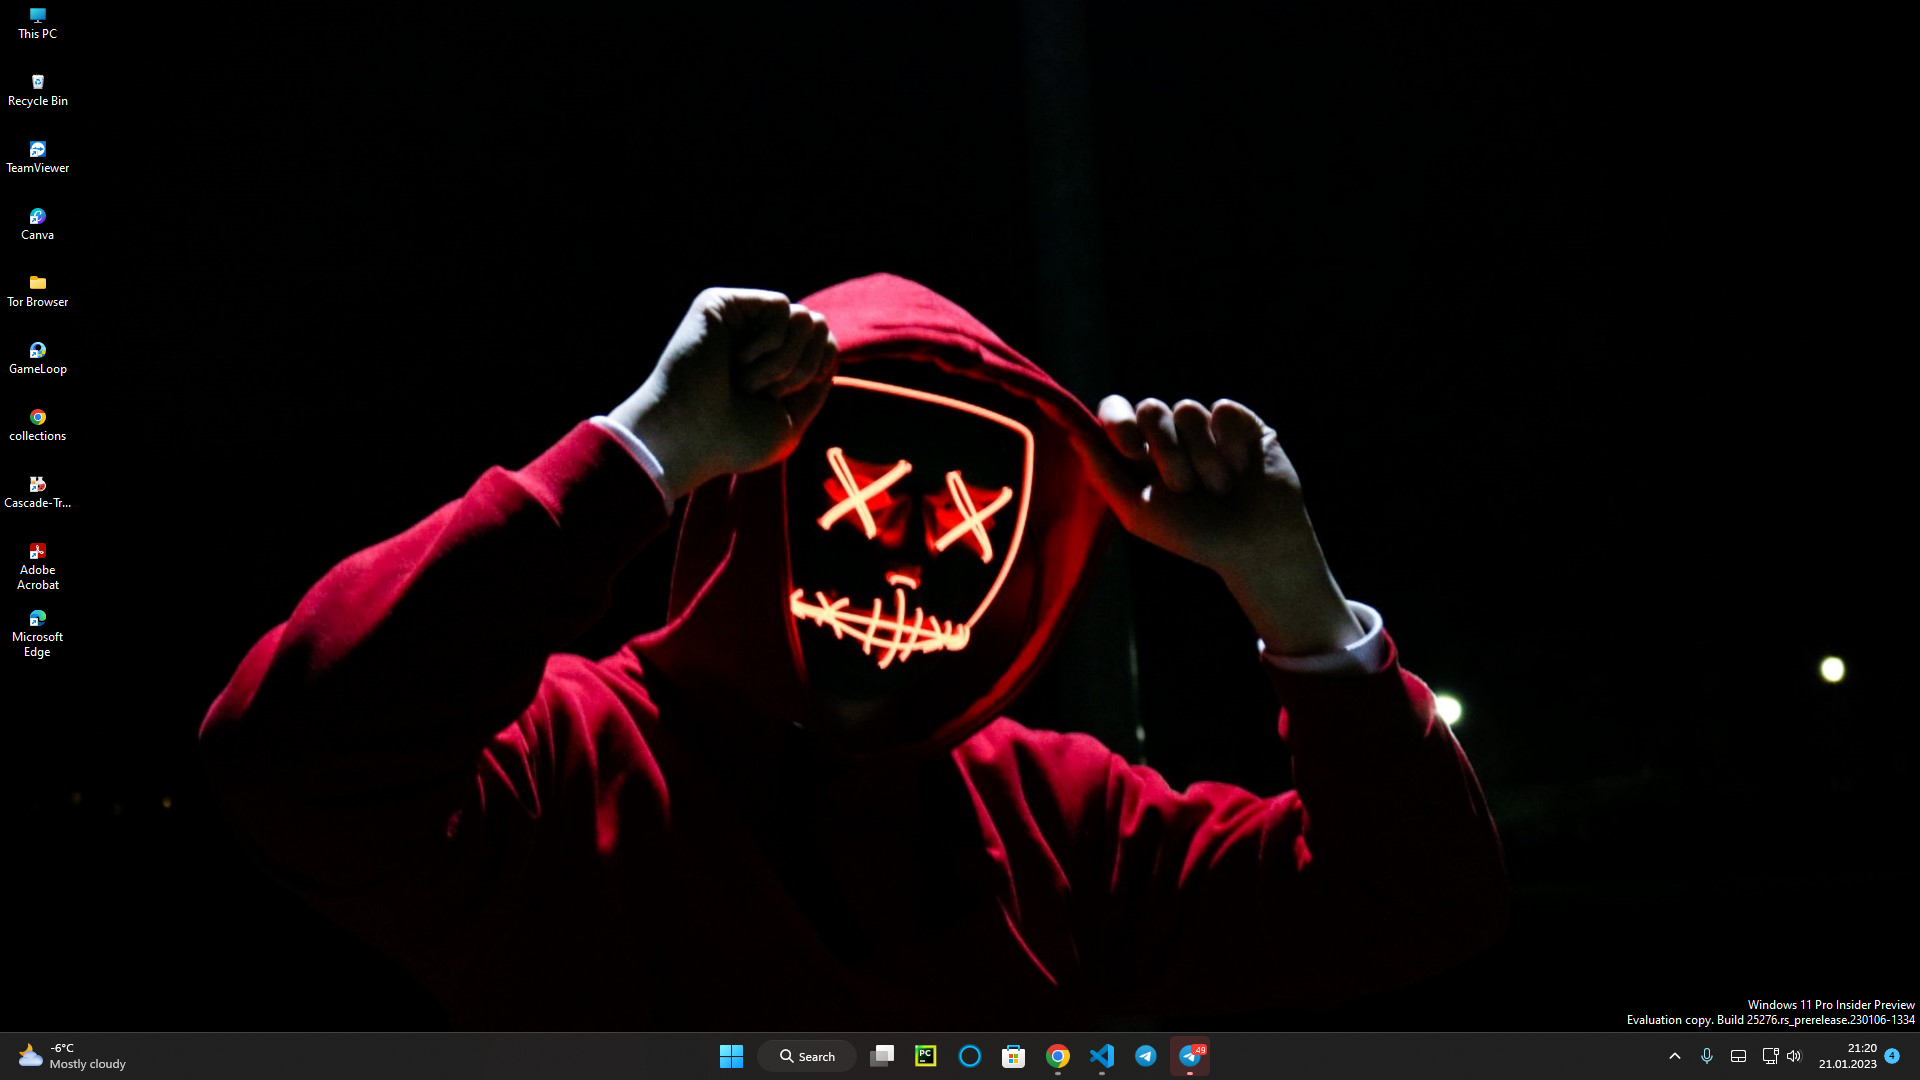 This PC
Recycle Bin
TeamViewer
Canva
Tor Browser
GameLoop
collections
Cascade-Tr...
Adobe
Acrobat
Microsoft
Edge
Windows 11 Pro Insider Preview
Evaluation copy. Build 25276.rs_prerelease.230106-1334
-6°C
Mostly cloudy
Search
PC
49
21:20
21.01.2023
4